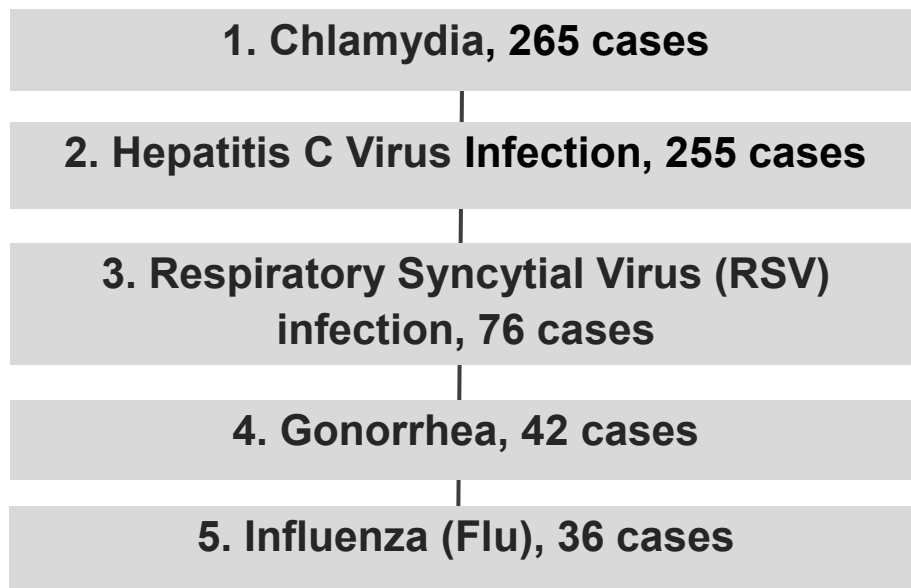 1. Chlamydia, 265 cases
2. Hepatitis C Virus Infection, 255 cases
3. Respiratory Syncytial Virus (RSV)
infection, 76 cases
4. Gonorrhea, 42 cases
5. Influenza (Flu), 36 cases